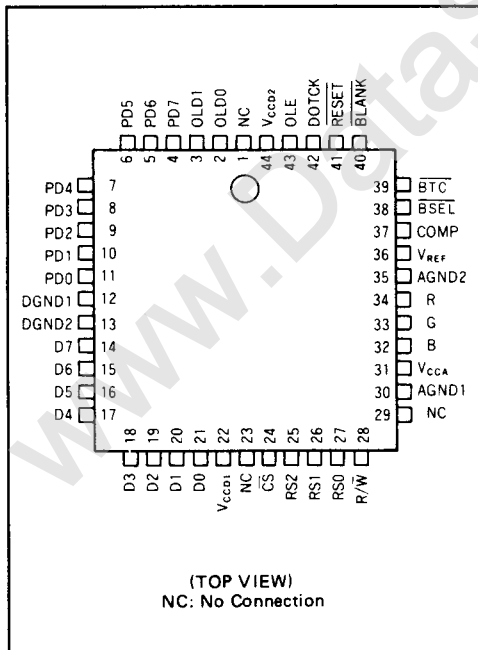 PD5 PD6 PD7 OLD1 OLD0 NC VCCD2 OLE DOTCK RESET BLANK
6 5 4 3 2 1 44 43 42 41 40
PD4 7 39 BTC
PD3 8 38 BSEL
PD2 9 37 COMP
PD1 10 36 VREF
PD0 11 35 AGND2
DGND1 12 34 R
DGND2 13 33 G
D7 14 32 B
D6 15 31 VCCA
D5 16 30 AGND1
D4 17 29 NC
18 19 20 21 22 23 24 25 26 27 28
D3 D2 D1 D0 VCCD1 NC CS RS2 RS1 RS0 R/W
(TOP VIEW)
NC: No Connection
www.Datas